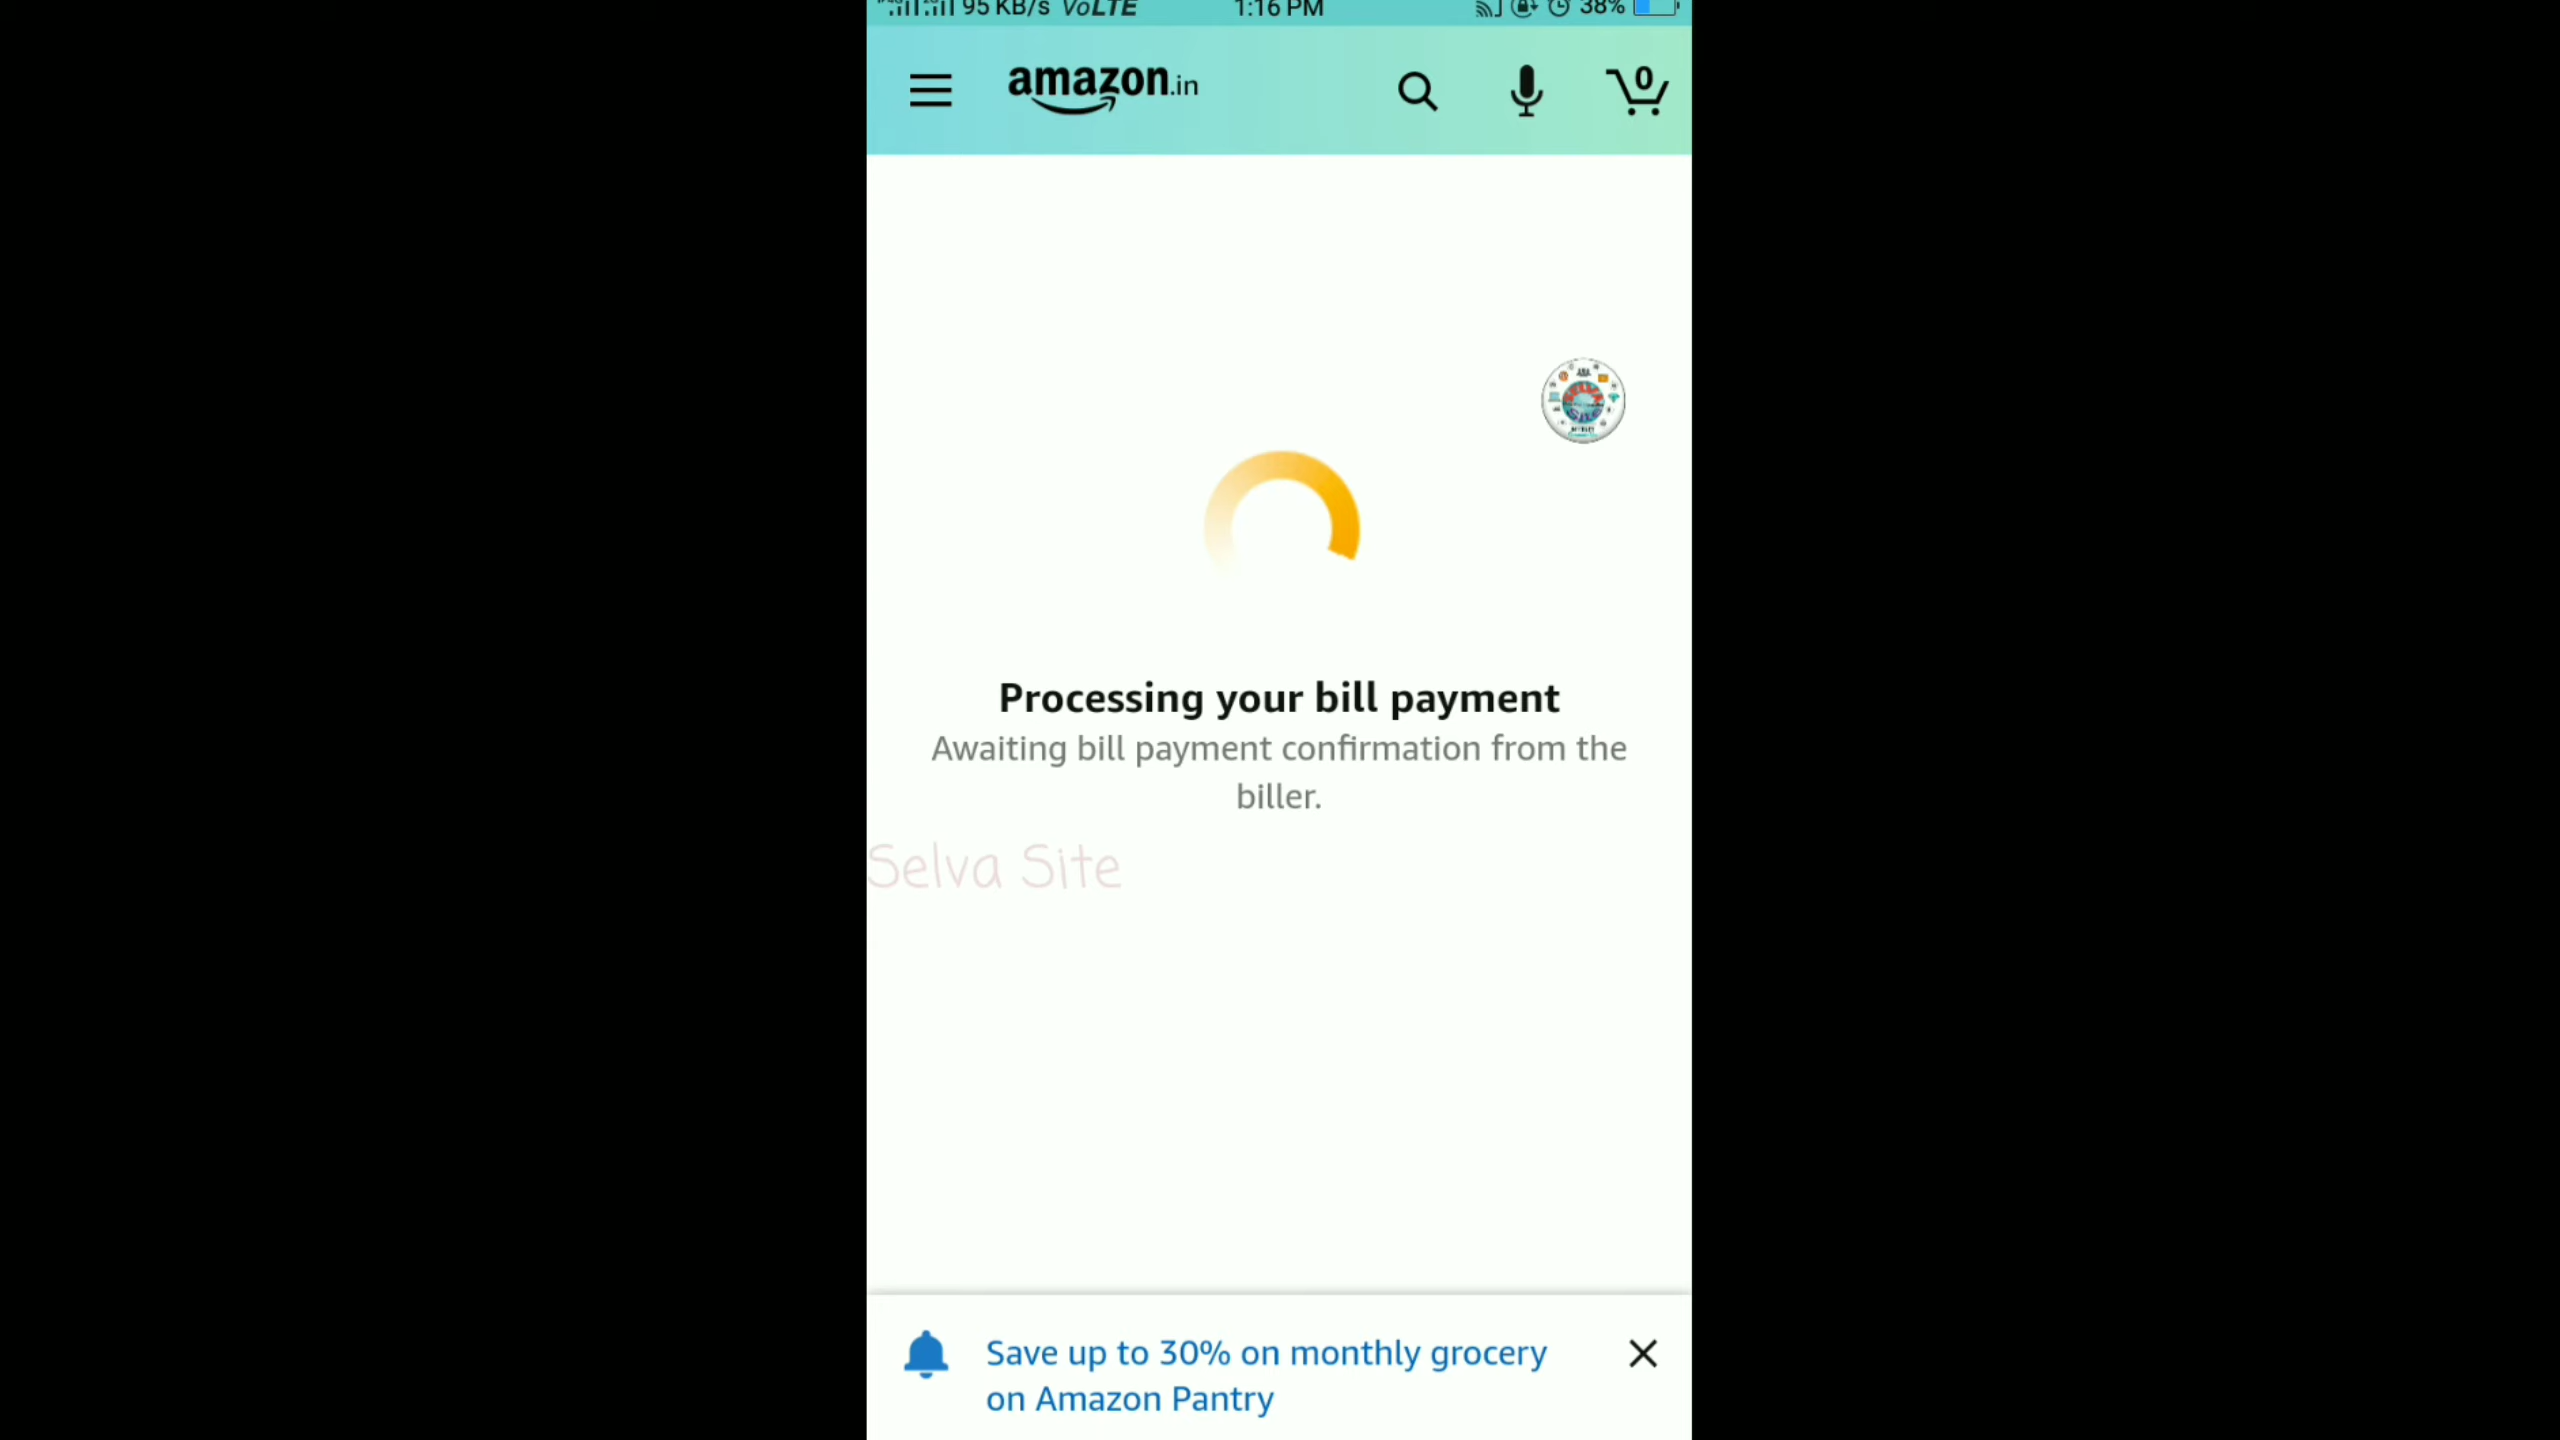 95 KB/s VoLTE 1:16 PM 38%
amazon.in 0
Processing your bill payment
Awaiting bill payment confirmation from the
biller.
Selva Site
Save up to 30% on monthly grocery
on Amazon Pantry